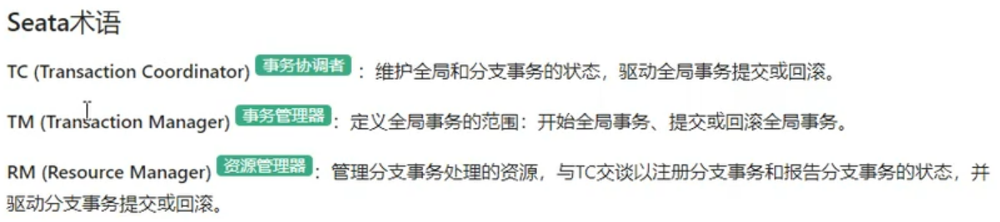 Seata术语
TC (Transaction Coordinator) 事务协调者 ：维护全局和分支事务的状态，驱动全局事务提交或回滚。
TM (Transaction Manager) 事务管理器 ：定义全局事务的范围：开始全局事务、提交或回滚全局事务。
RM (Resource Manager) 资源管理器 ：管理分支事务处理的资源，与TC交谈以注册分支事务和报告分支事务的状态，并
驱动分支事务提交或回滚。